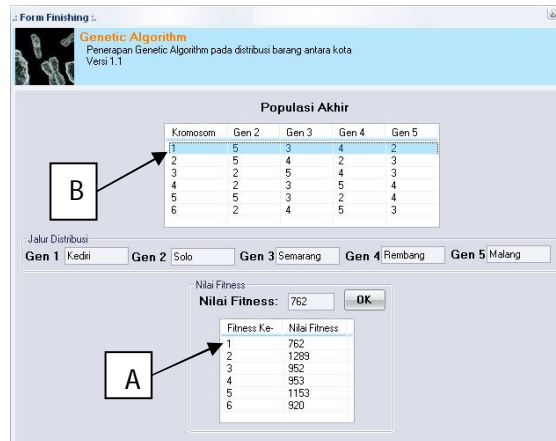 .: Form Finishing :.
Genetic Algorithm
Penerapan Genetic Algorithm pada distribusi barang antara kota
Versi 1.1
Populasi Akhir
Kromosom Gen 2 Gen 3 Gen 4 Gen 5
1 5 3 4 2
2 5 4 2 3
3 2 5 4 3
4 2 3 5 4
5 5 3 2 4
6 2 4 5 3
B
Jalur Distribusi
Gen 1 Kediri Gen 2 Solo Gen 3 Semarang Gen 4 Rembang Gen 5 Malang
Nilai Fitness
Nilai Fitness: 762 OK
Fitness Ke- Nilai Fitness
1 762
2 1289
3 952
4 953
5 1153
6 920
A